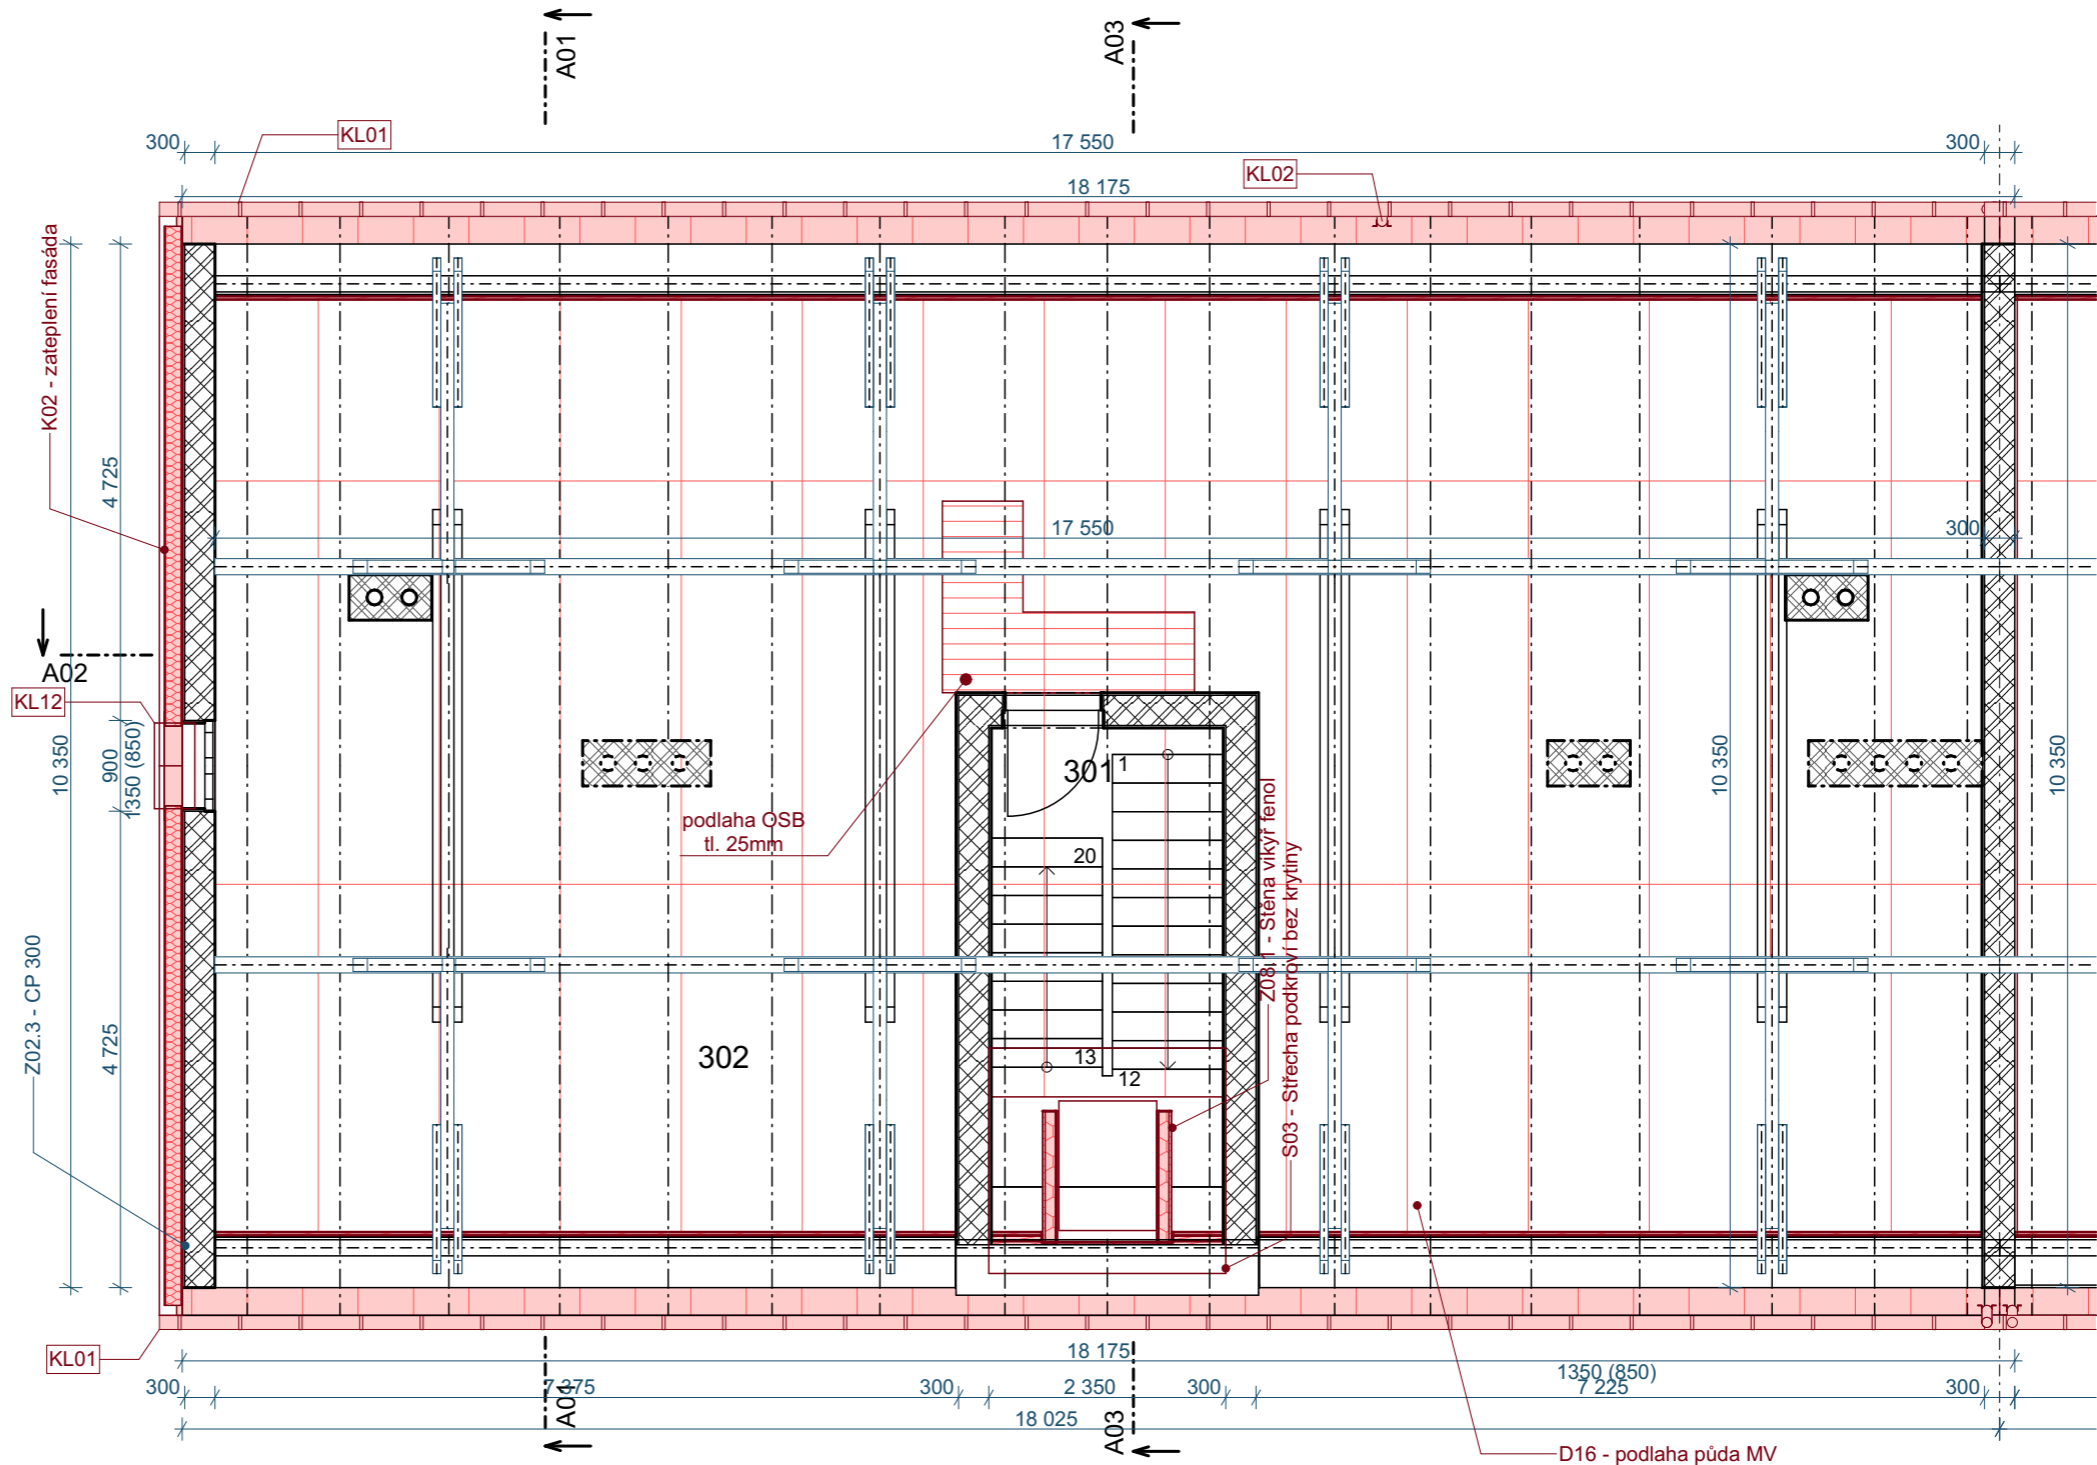 A01
A03
KL01
300
17 550
300
KL02
18 175
K02 - zateplení fasáda
4 725
17 550
300
A02
KL12
10 350
900
1350 (850)
301
1
10 350
10 350
podlaha OSB
tl. 25mm
20
Z08.1 - Stěna vikýř fenol
S03 - Střecha podkroví bez krytiny
Z02.3 - CP 300
4 725
302
13
12
KL01
18 175
1350 (850)
300
7 375
300
2 350
300
7 225
300
A01
18 025
A03
D16 - podlaha půda MV